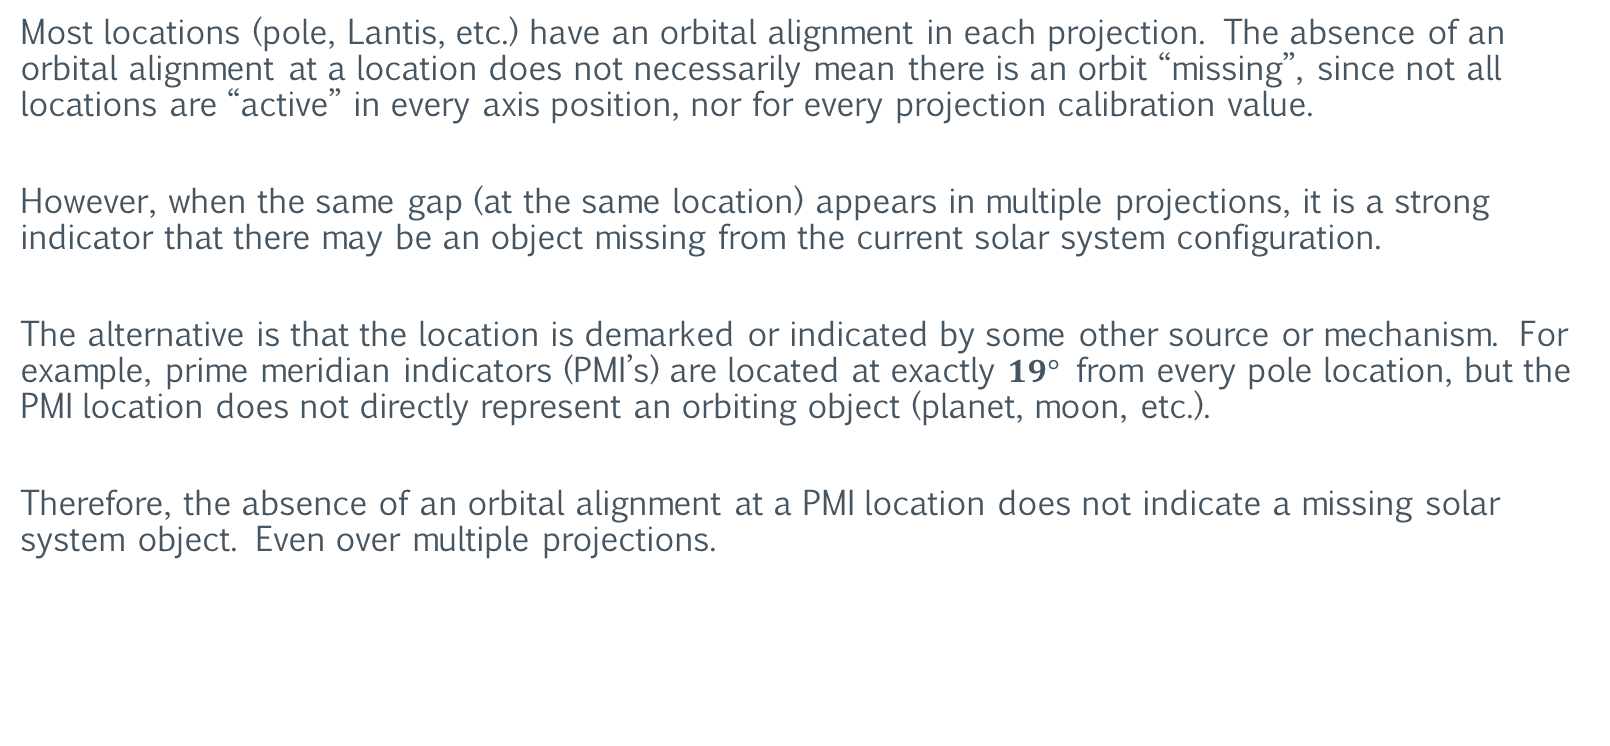 Most locations (pole, Lantis, etc.) have an orbital alignment in each projection.  The absence of an
orbital alignment at a location does not necessarily mean there is an orbit “missing”, since not all
locations are “active” in every axis position, nor for every projection calibration value.
However, when the same gap (at the same location) appears in multiple projections, it is a strong
indicator that there may be an object missing from the current solar system configuration.
The alternative is that the location is demarked or indicated by some other source or mechanism.  For
example, prime meridian indicators (PMI’s) are located at exactly 19° from every pole location, but the
PMI location does not directly represent an orbiting object (planet, moon, etc.).
Therefore, the absence of an orbital alignment at a PMI location does not indicate a missing solar
system object.  Even over multiple projections.